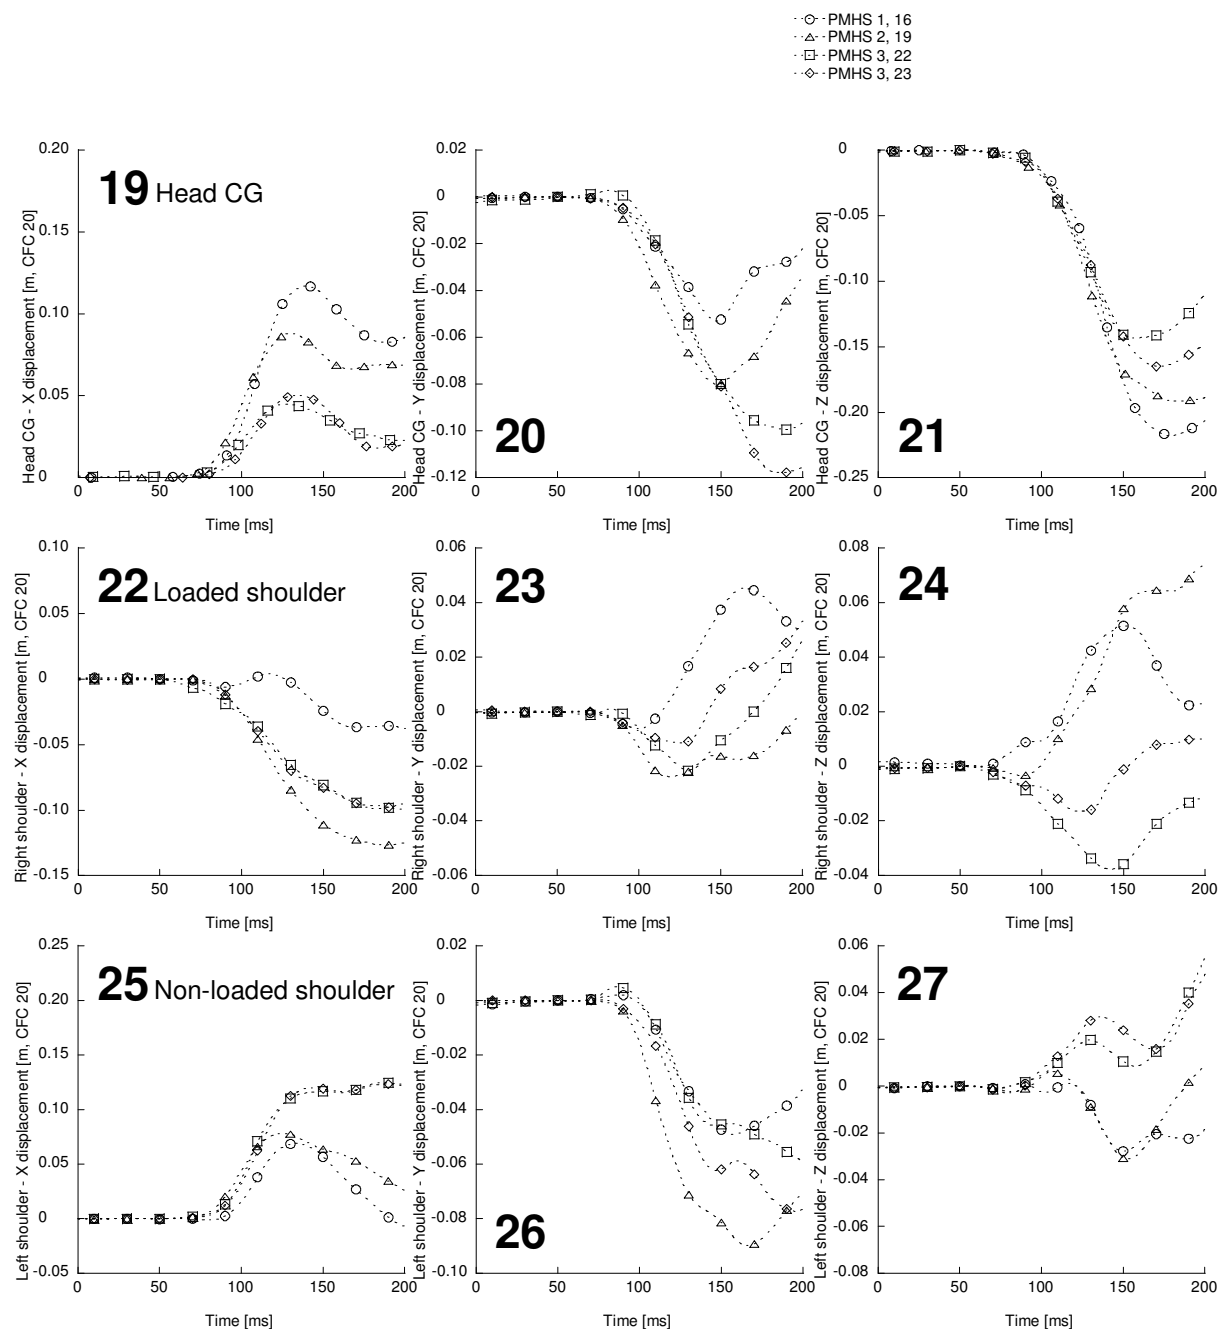 PMHS 1, 16
PMHS 2, 19
PMHS 3, 22
PMHS 3, 23
0.20
0.15
0.10
0.05
0
0 50 100 150 200
Time [ms]
Head CG - X displacement [m, CFC 20]
19 Head CG
0.02
0
-0.02
-0.04
-0.06
-0.08
-0.10
-0.12
0 50 100 150 200
Time [ms]
Head CG - Y displacement [m, CFC 20]
20
0
-0.05
-0.10
-0.15
-0.20
-0.25
0 50 100 150 200
Time [ms]
Head CG - Z displacement [m, CFC 20]
21
0.10
0.05
0
-0.05
-0.10
-0.15
0 50 100 150 200
Time [ms]
Right shoulder - X displacement [m, CFC 20]
22 Loaded shoulder
0.06
0.04
0.02
0
-0.02
-0.04
-0.06
0 50 100 150 200
Time [ms]
Right shoulder - Y displacement [m, CFC 20]
23
0.08
0.06
0.04
0.02
0
-0.02
-0.04
0 50 100 150 200
Time [ms]
Right shoulder - Z displacement [m, CFC 20]
24
0.25
0.20
0.15
0.10
0.05
0
-0.05
0 50 100 150 200
Time [ms]
Left shoulder - X displacement [m, CFC 20]
25 Non-loaded shoulder
0.02
0
-0.02
-0.04
-0.06
-0.08
-0.10
0 50 100 150 200
Time [ms]
Left shoulder - Y displacement [m, CFC 20]
26
0.06
0.04
0.02
0
-0.02
-0.04
-0.06
-0.08
0 50 100 150 200
Time [ms]
Left shoulder - Z displacement [m, CFC 20]
27